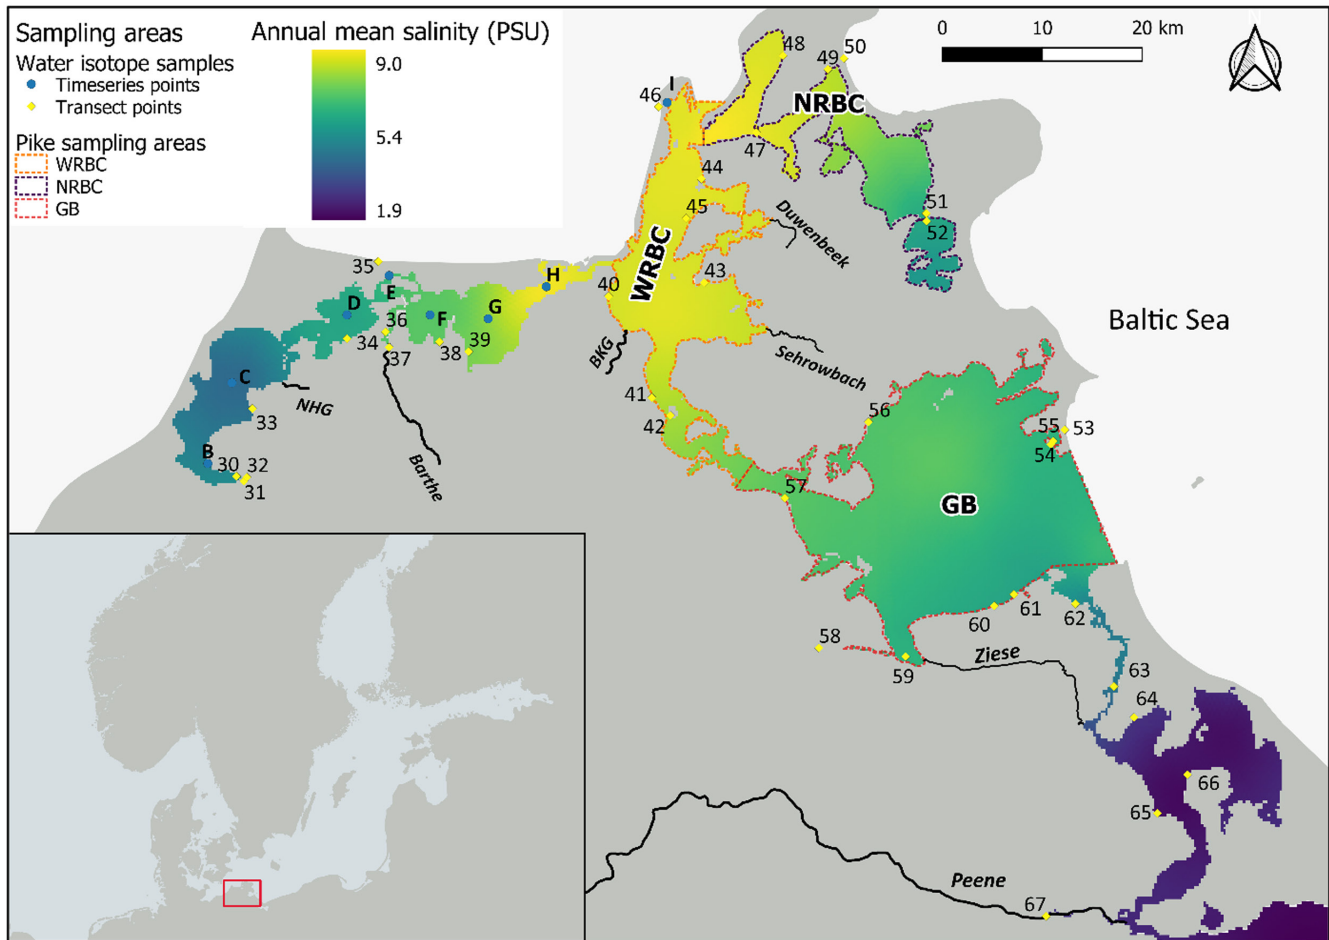 Sampling areas
Water isotope samples
Timeseries points
Transect points
Pike sampling areas
WRBC
NRBC
GB
Annual mean salinity (PSU)
9.0
5.4
1.9
0 10 20 km
N
48
49
50
46
I
NRBC
47
44
45
51
52
Duwenbeek
WRBC
43
35
H
40
E
D
F
G
36
34
37
38
39
BKG
Sehrowbach
Baltic Sea
C
NHG
33
41
42
56
53
55
54
B
30
32
31
Barthe
57
GB
58
59
60
61
62
Ziese
63
64
66
65
Peene
67